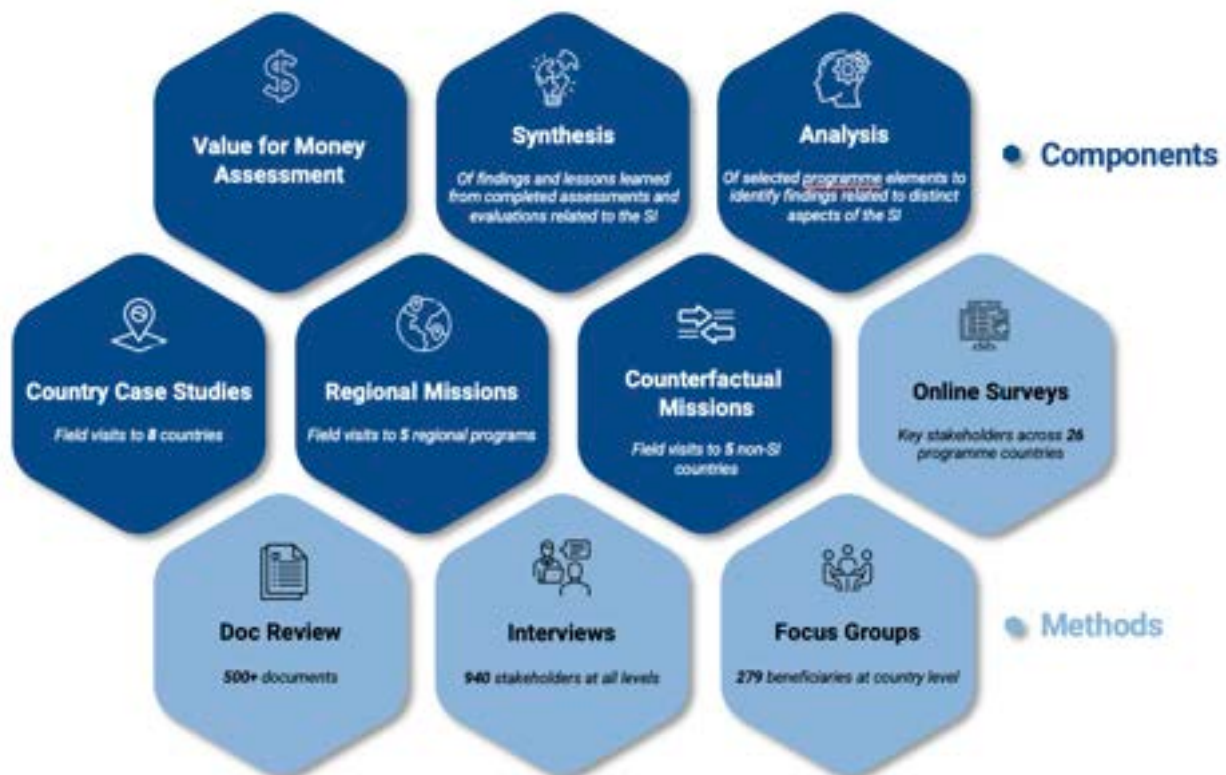 Value for Money
Assessment
Synthesis
Of findings and lessons learned
from completed assessments and
evaluations related to the SI
Analysis
Of selected programme elements to
identify findings related to distinct
aspects of the SI
Components
Country Case Studies
Field visits to 8 countries
Regional Missions
Field visits to 5 regional programs
Counterfactual
Missions
Field visits to 5 non-SI
countries
Online Surveys
Key stakeholders across 26
programme countries
Doc Review
500+ documents
Interviews
940 stakeholders at all levels
Focus Groups
279 beneficiaries at country level
Methods